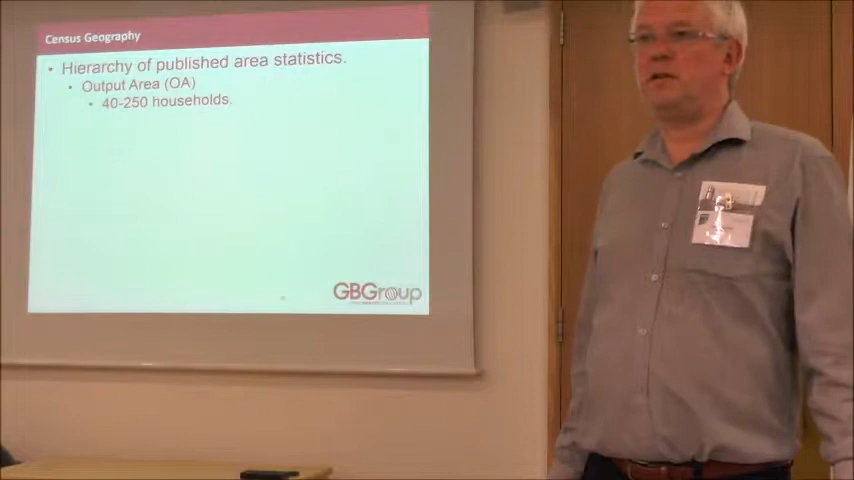 Census Geography
• Hierarchy of published area statistics.
• Output Area (OA)
• 40-250 households.
GBGroup